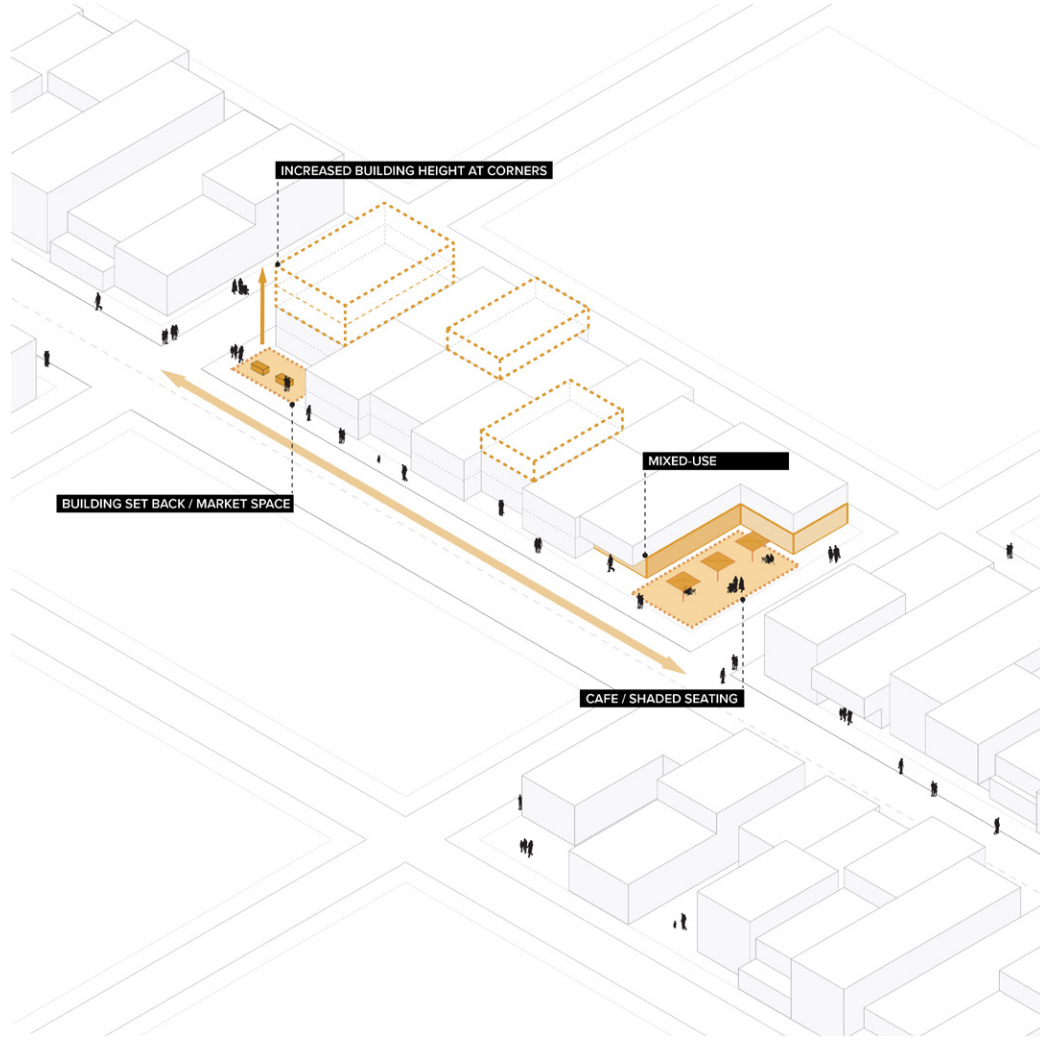 INCREASED BUILDING HEIGHT AT CORNERS
MIXED-USE
BUILDING SET BACK / MARKET SPACE
CAFE / SHADED SEATING